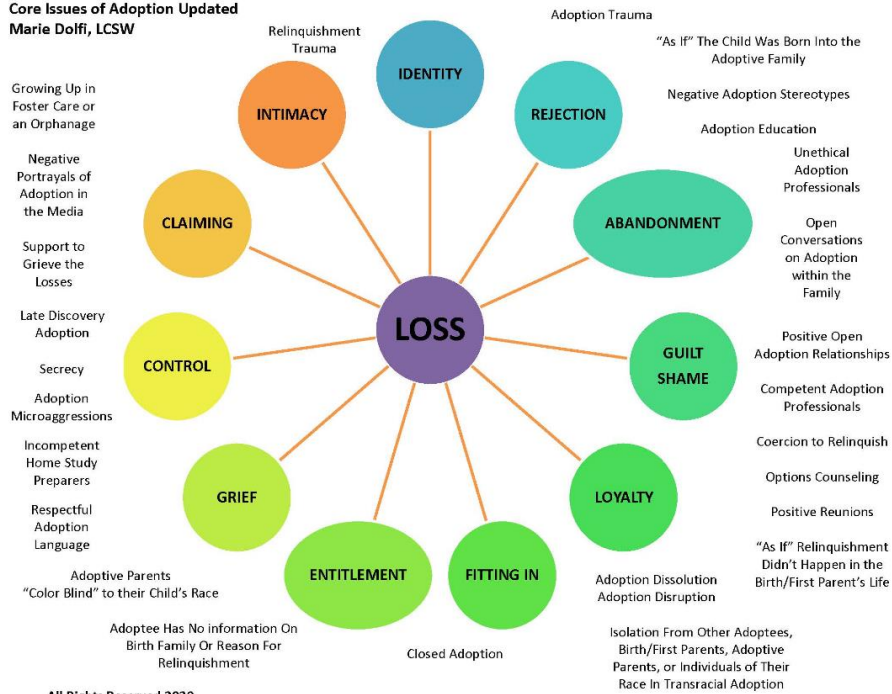 Core Issues of Adoption Updated
Marie Dolfi, LCSW
Relinquishment
Trauma
Adoption Trauma
"As If" The Child Was Born Into the
Adoptive Family
Negative Adoption Stereotypes
Adoption Education
Unethical
Adoption
Professionals
Open
Conversations
on Adoption
within the
Family
Positive Open
Adoption Relationships
Competent Adoption
Professionals
Coercion to Relinquish
Options Counseling
Positive Reunions
"As If" Relinquishment
Didn't Happen in the
Birth/First Parent's Life
Adoption Dissolution
Adoption Disruption
Isolation From Other Adoptees,
Birth/First Parents, Adoptive
Parents, or Individuals of Their
Race In Transracial Adoption
Closed Adoption
Adoptee Has No information On
Birth Family Or Reason For
Relinquishment
Adoptive Parents
"Color Blind" to their Child's Race
Respectful
Adoption
Language
Incompetent
Home Study
Preparers
Adoption
Microaggressions
Secrecy
Late Discovery
Adoption
Support to
Grieve the
Losses
Negative
Portrayals of
Adoption in
the Media
Growing Up in
Foster Care or
an Orphanage
IDENTITY
REJECTION
ABANDONMENT
GUILT
SHAME
LOYALTY
FITTING IN
ENTITLEMENT
GRIEF
CONTROL
CLAIMING
INTIMACY
LOSS